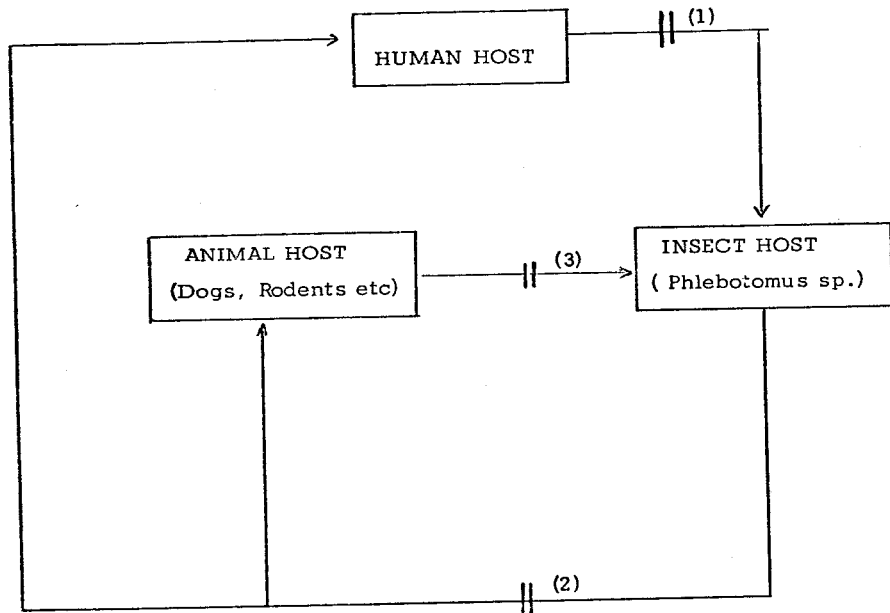 (1)
HUMAN HOST
ANIMAL HOST
(Dogs, Rodents etc)
(3)
INSECT HOST
( Phlebotomus sp.)
(2)